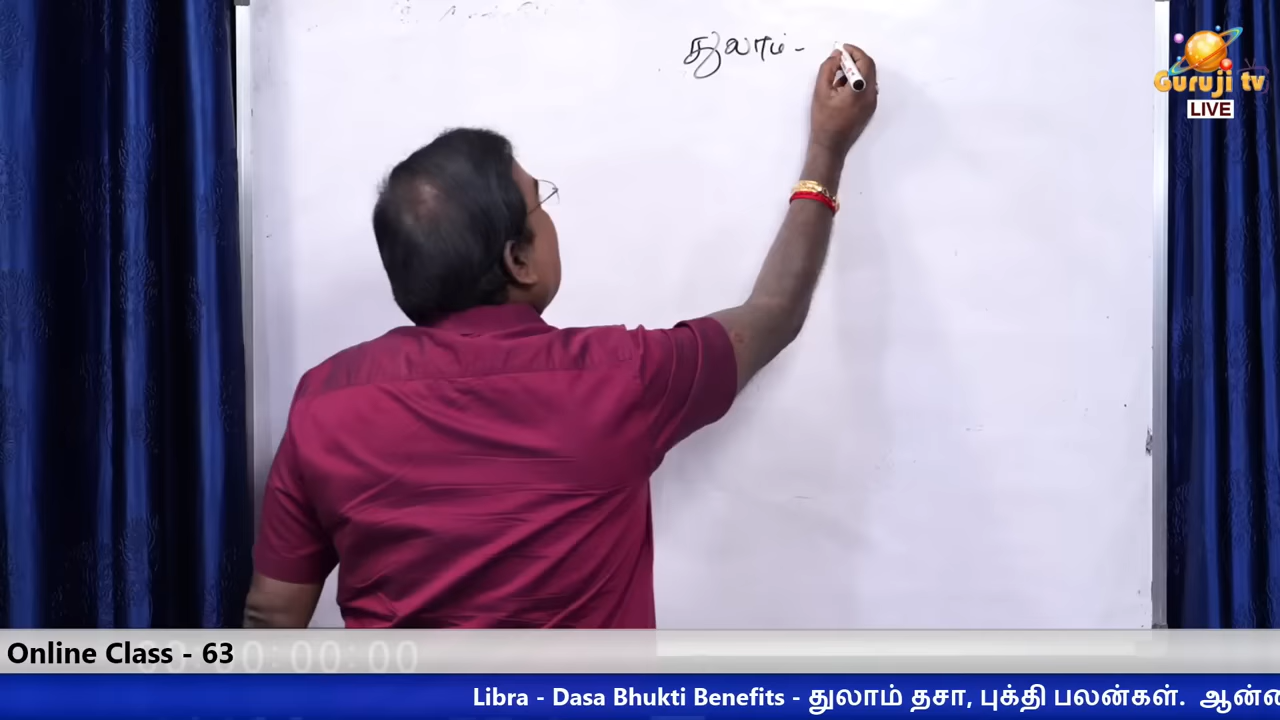 துலாம் -
Guruji tv
LIVE
Online Class - 63
00:00:00
Libra - Dasa Bhukti Benefits - துலாம் தசா, புக்தி பலன்கள்.